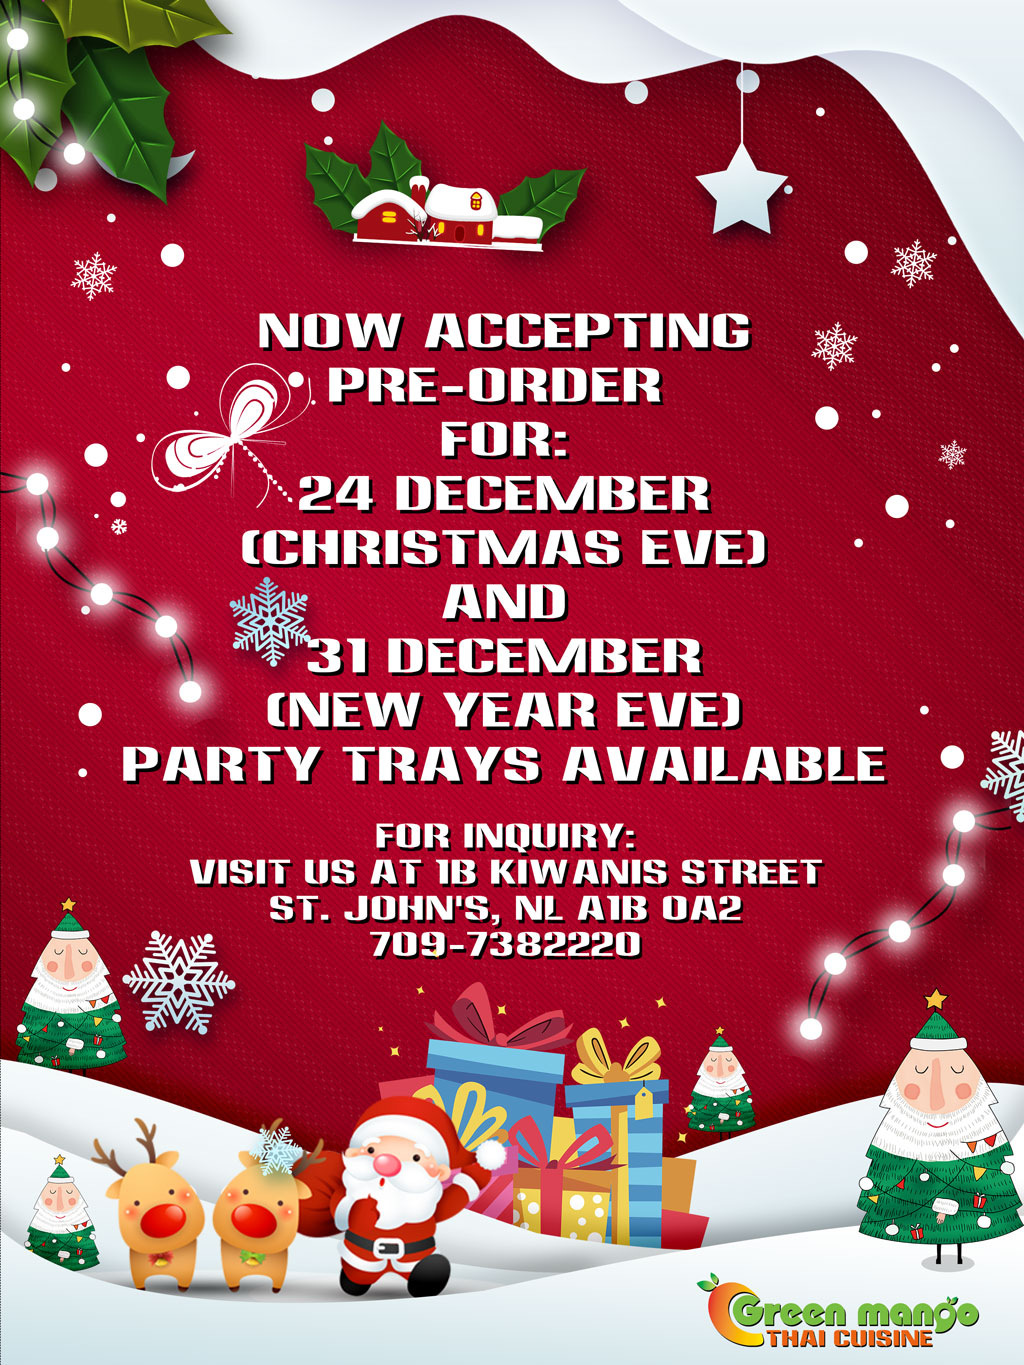 NOW ACCEPTING
PRE-ORDER
FOR:
24 DECEMBER
(CHRISTMAS EVE)
AND
31 DECEMBER
(NEW YEAR EVE)
PARTY TRAYS AVAILABLE
FOR INQUIRY:
VISIT US AT 1B KIWANIS STREET
ST. JOHN'S, NL A1B 0A2
709-7382220
Green mango
THAI CUISINE